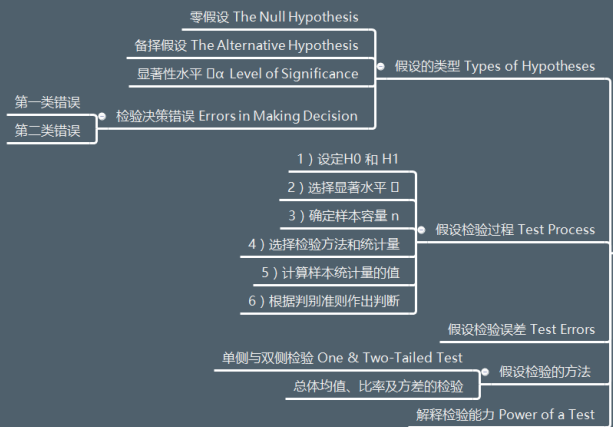 零假设 The Null Hypothesis
备择假设 The Alternative Hypothesis
显著性水平 α Level of Significance
假设的类型 Types of Hypotheses
第一类错误
检验决策错误 Errors in Making Decision
第二类错误
1）设定H0 和 H1
2）选择显著水平
3）确定样本容量 n
假设检验过程 Test Process
4）选择检验方法和统计量
5）计算样本统计量的值
6）根据判别准则作出判断
假设检验误差 Test Errors
单侧与双侧检验 One & Two-Tailed Test
假设检验的方法
总体均值、比率及方差的检验
解释检验能力 Power of a Test